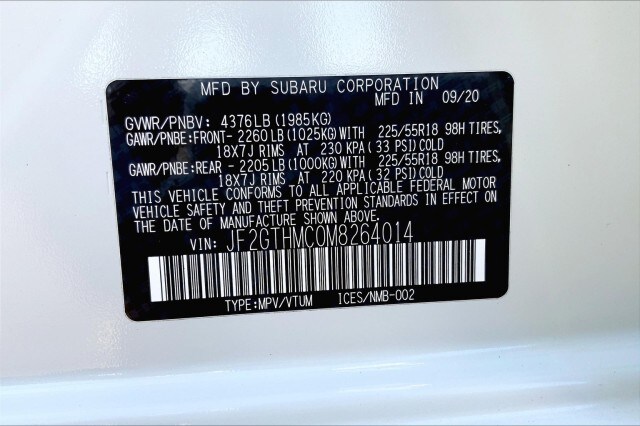 MFD BY SUBARU CORPORATION
MFD IN 09/20
GVWR/PNBV: 4376LB (1985KG)
GAWR/PNBE:FRONT- 2260LB (1025KG) WITH 225/55R18 98H TIRES,
18X7J RIMS AT 230 KPA ( 33 PSI) COLD
GAWR/PNBE:REAR - 2205LB (1000KG) WITH 225/55R18 98H TIRES,
18X7J RIMS AT 220 KPA ( 32 PSI) COLD
THIS VEHICLE CONFORMS TO ALL APPLICABLE FEDERAL MOTOR
VEHICLE SAFETY AND THEFT PREVENTION STANDARDS IN EFFECT ON
THE DATE OF MANUFACTURE SHOWN ABOVE.
VIN: JF2GTHMC0M8264014
TYPE:MPV/VTUM ICES/NMB-002